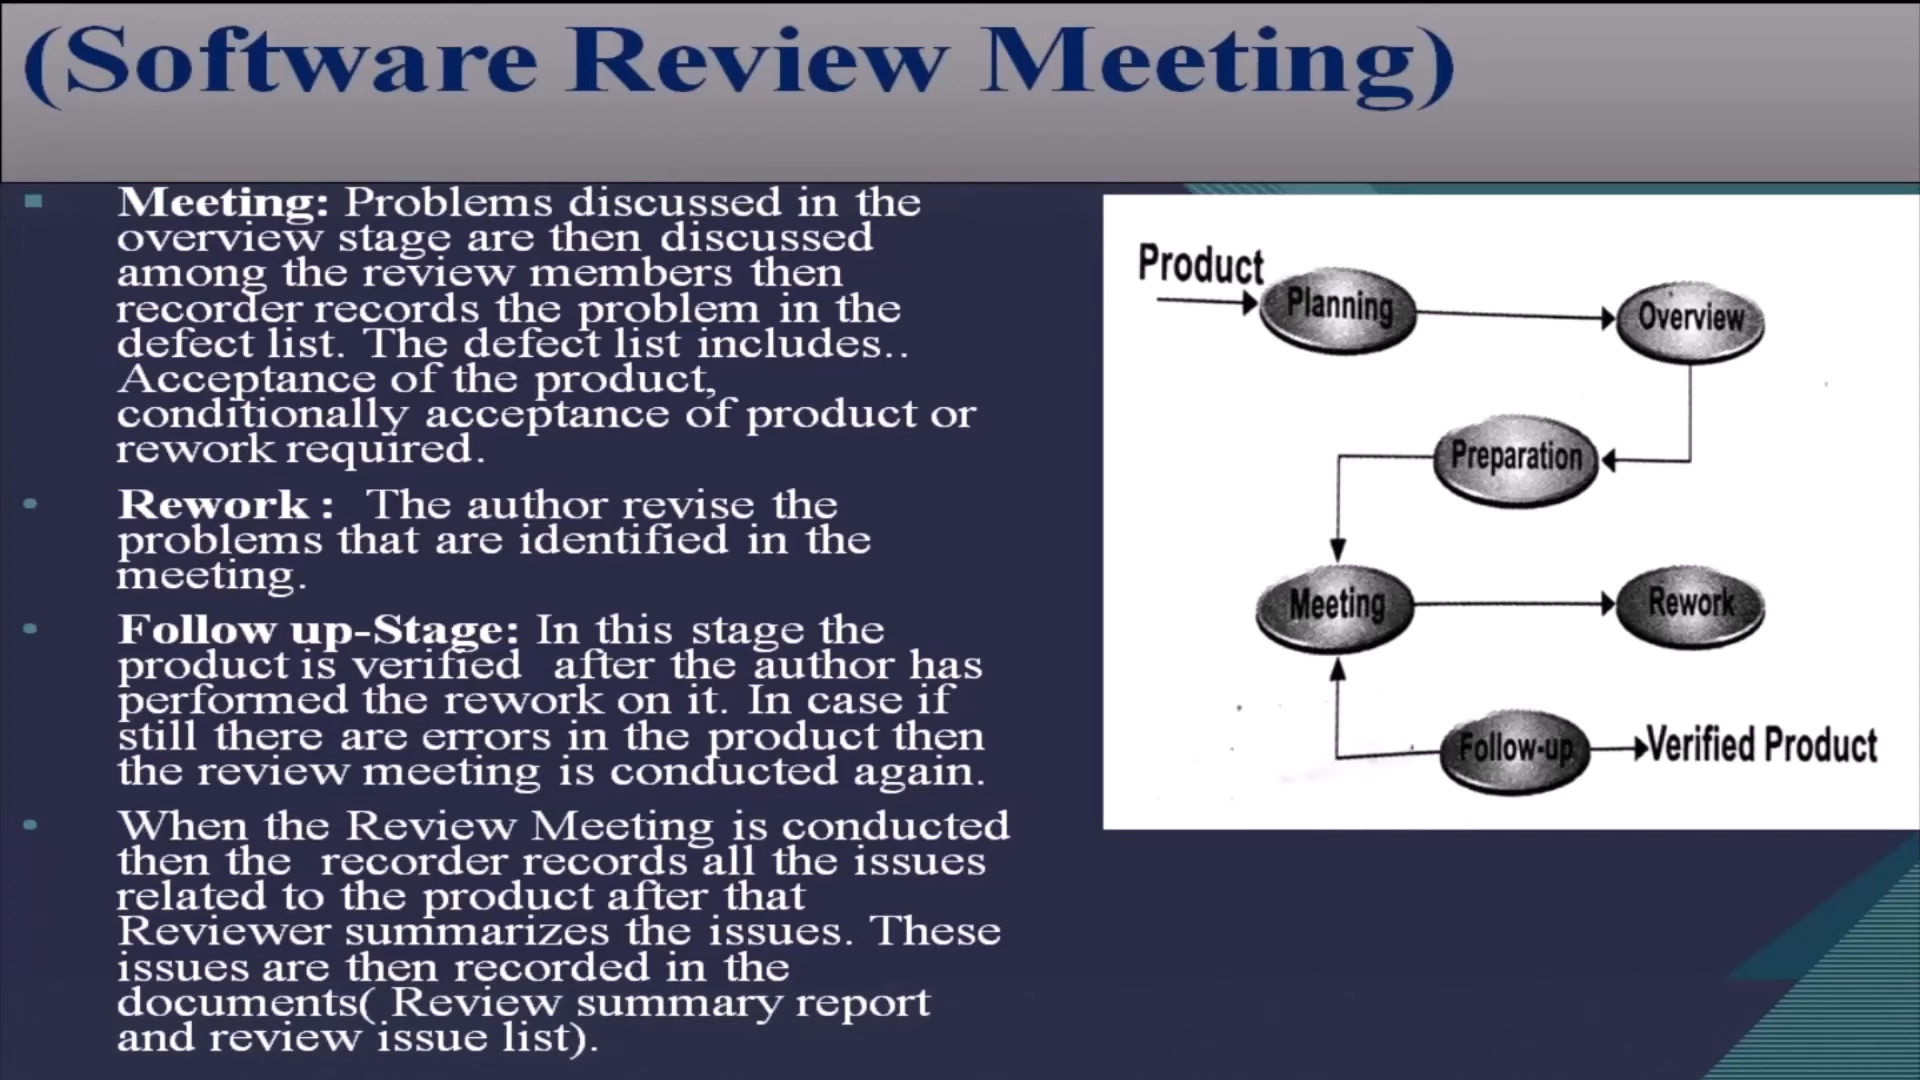 (Software Review Meeting)
Meeting: Problems discussed in the
overview stage are then discussed
among the review members then
recorder records the problem in the
defect list. The defect list includes..
Acceptance of the product,
conditionally acceptance of product or
rework required.
Rework : The author revise the
problems that are identified in the
meeting.
Follow up-Stage: In this stage the
product is verified after the author has
performed the rework on it. In case if
still there are errors in the product then
the review meeting is conducted again.
When the Review Meeting is conducted
then the recorder records all the issues
related to the product after that
Reviewer summarizes the issues. These
issues are then recorded in the
documents( Review summary report
and review issue list).
Product
Planning
Overview
Preparation
Meeting
Rework
Follow-up
Verified Product